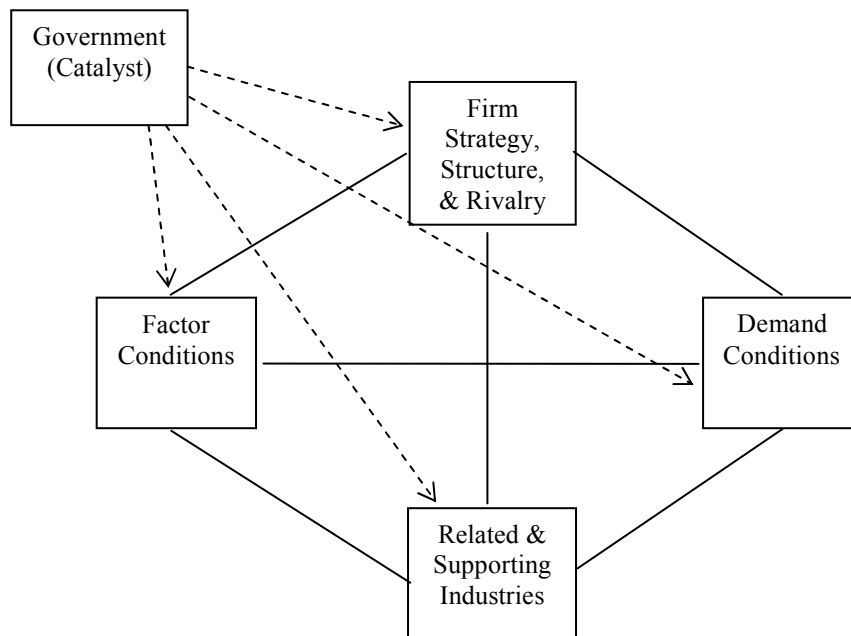 Government
(Catalyst)
Firm
Strategy,
Structure,
& Rivalry
Factor
Conditions
Demand
Conditions
Related &
Supporting
Industries